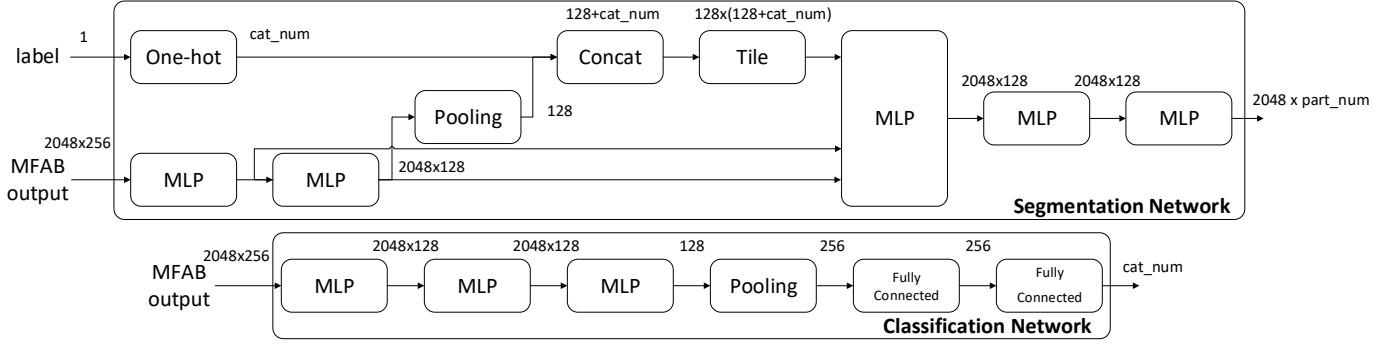 128+cat_num
128x(128+cat_num)
1
cat_num
label
One-hot
Concat
Tile
2048x128
2048x128
2048 x part_num
Pooling
128
MLP
MLP
MLP
2048x256
MFAB
output
MLP
MLP
2048x128
Segmentation Network
2048x256
2048x128
2048x128
128
256
256
cat_num
MFAB
output
MLP
MLP
MLP
Pooling
Fully
Connected
Fully
Connected
Classification Network